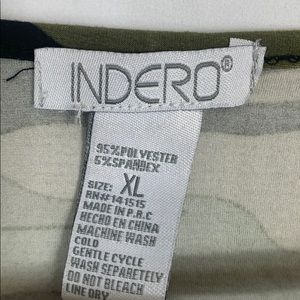 INDERO®
95%POLYESTER
5%SPANDEX
SIZE: XL
RN#141515
MADE IN P.R.C
HECHO EN CHINA
MACHINE WASH
COLD
GENTLE CYCLE
WASH SEPARETELY
DO NOT BLEACH
LINE DRY